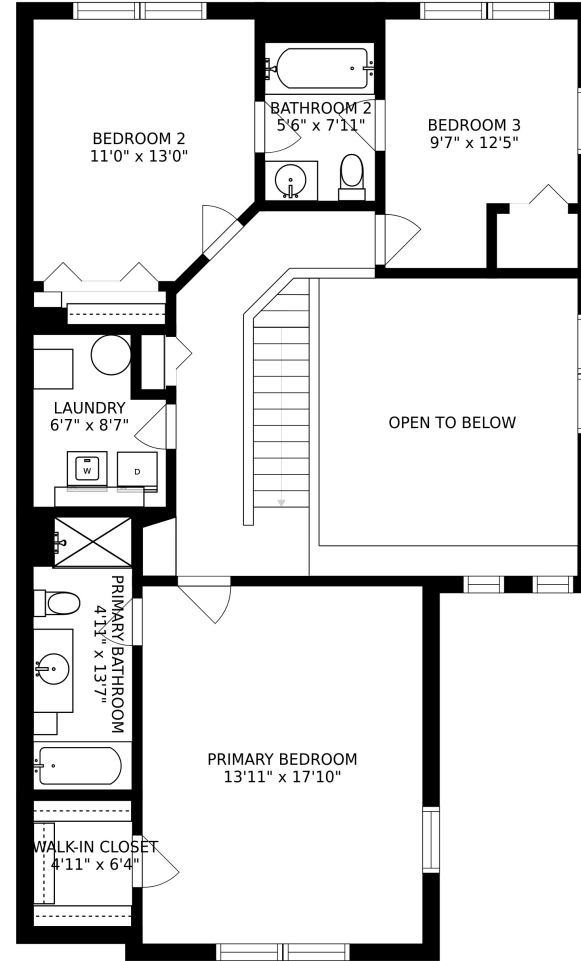 BATHROOM 2
5'6" x 7'11"
BEDROOM 2
11'0" x 13'0"
BEDROOM 3
9'7" x 12'5"
LAUNDRY
6'7" x 8'7"
W
D
OPEN TO BELOW
PRIMARY BATHROOM
4'11" x 13'7"
PRIMARY BEDROOM
13'11" x 17'10"
WALK-IN CLOSET
4'11" x 6'4"